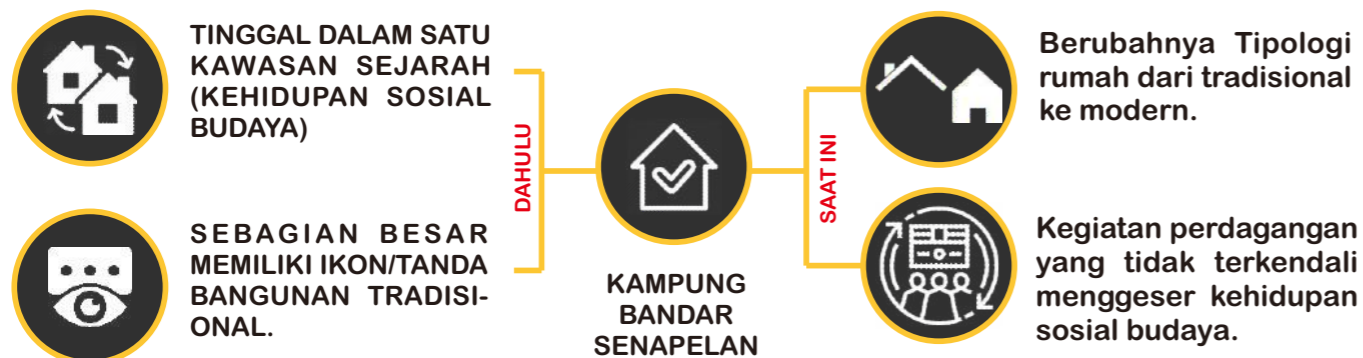 TINGGAL DALAM SATU
KAWASAN SEJARAH
(KEHIDUPAN SOSIAL
BUDAYA)
SEBAGIAN BESAR
MEMILIKI IKON/TANDA
BANGUNAN TRADISI-
ONAL.
DAHULU
KAMPUNG
BANDAR
SENAPELAN
SAAT INI
Berubahnya Tipologi
rumah dari tradisional
ke modern.
Kegiatan perdagangan
yang tidak terkendali
menggeser kehidupan
sosial budaya.